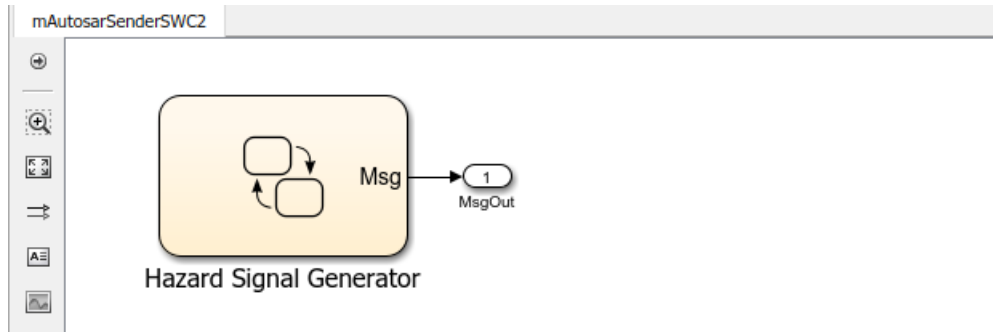 mAutosarSenderSWC2
Msg
1
MsgOut
Hazard Signal Generator
A